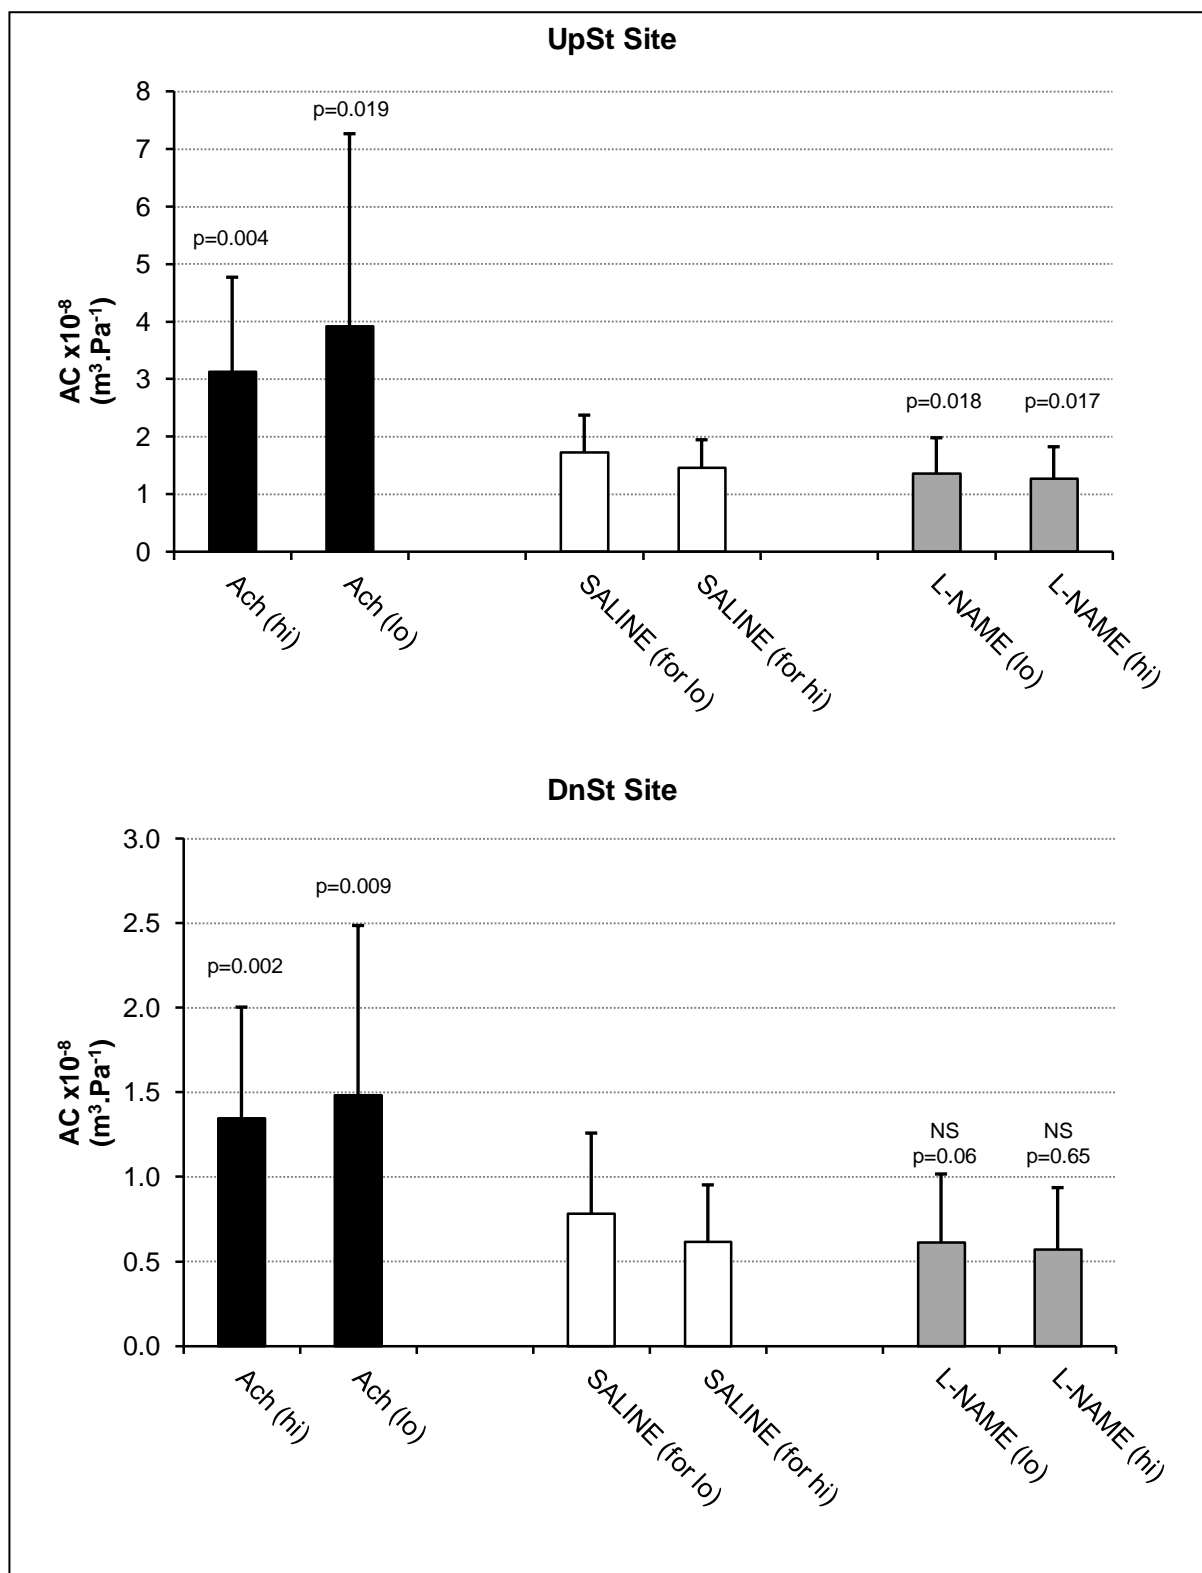 UpSt Site
8
7
6
5
4
3
2
1
0
AC x10⁻⁸
(m³.Pa⁻¹)
p=0.004
p=0.019
p=0.018
p=0.017
Ach (hi)
Ach (lo)
SALINE (for lo)
SALINE (for hi)
L-NAME (lo)
L-NAME (hi)
DnSt Site
3.0
2.5
2.0
1.5
1.0
0.5
0.0
AC x10⁻⁸
(m³.Pa⁻¹)
p=0.002
p=0.009
NS
p=0.06
NS
p=0.65
Ach (hi)
Ach (lo)
SALINE (for lo)
SALINE (for hi)
L-NAME (lo)
L-NAME (hi)